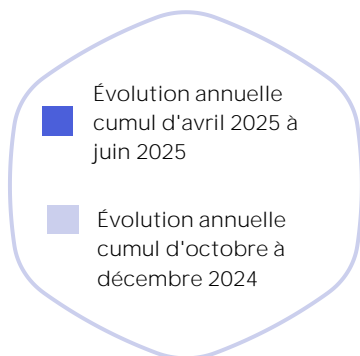 Évolution annuelle
cumul d'avril 2025 à
juin 2025
Évolution annuelle
cumul d'octobre à
décembre 2024